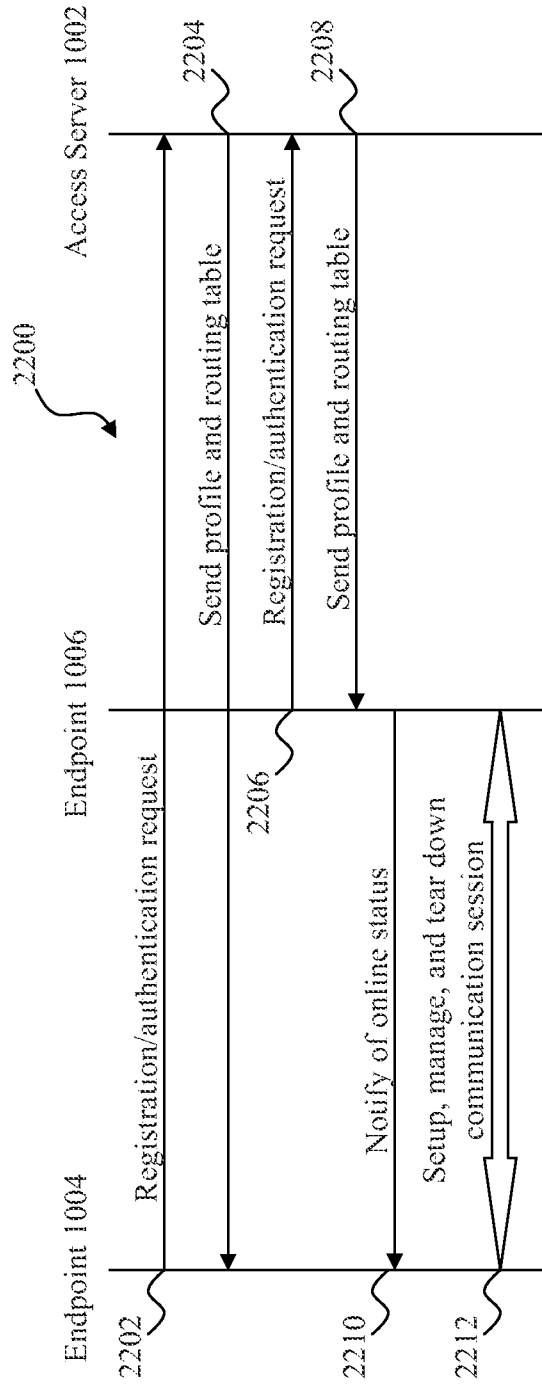 2200
Endpoint 1004
Endpoint 1006
Access Server 1002
Registration/authentication request
2202
Send profile and routing table
2204
Registration/authentication request
2206
Send profile and routing table
2208
Notify of online status
2210
Setup, manage, and tear down
communication session
2212